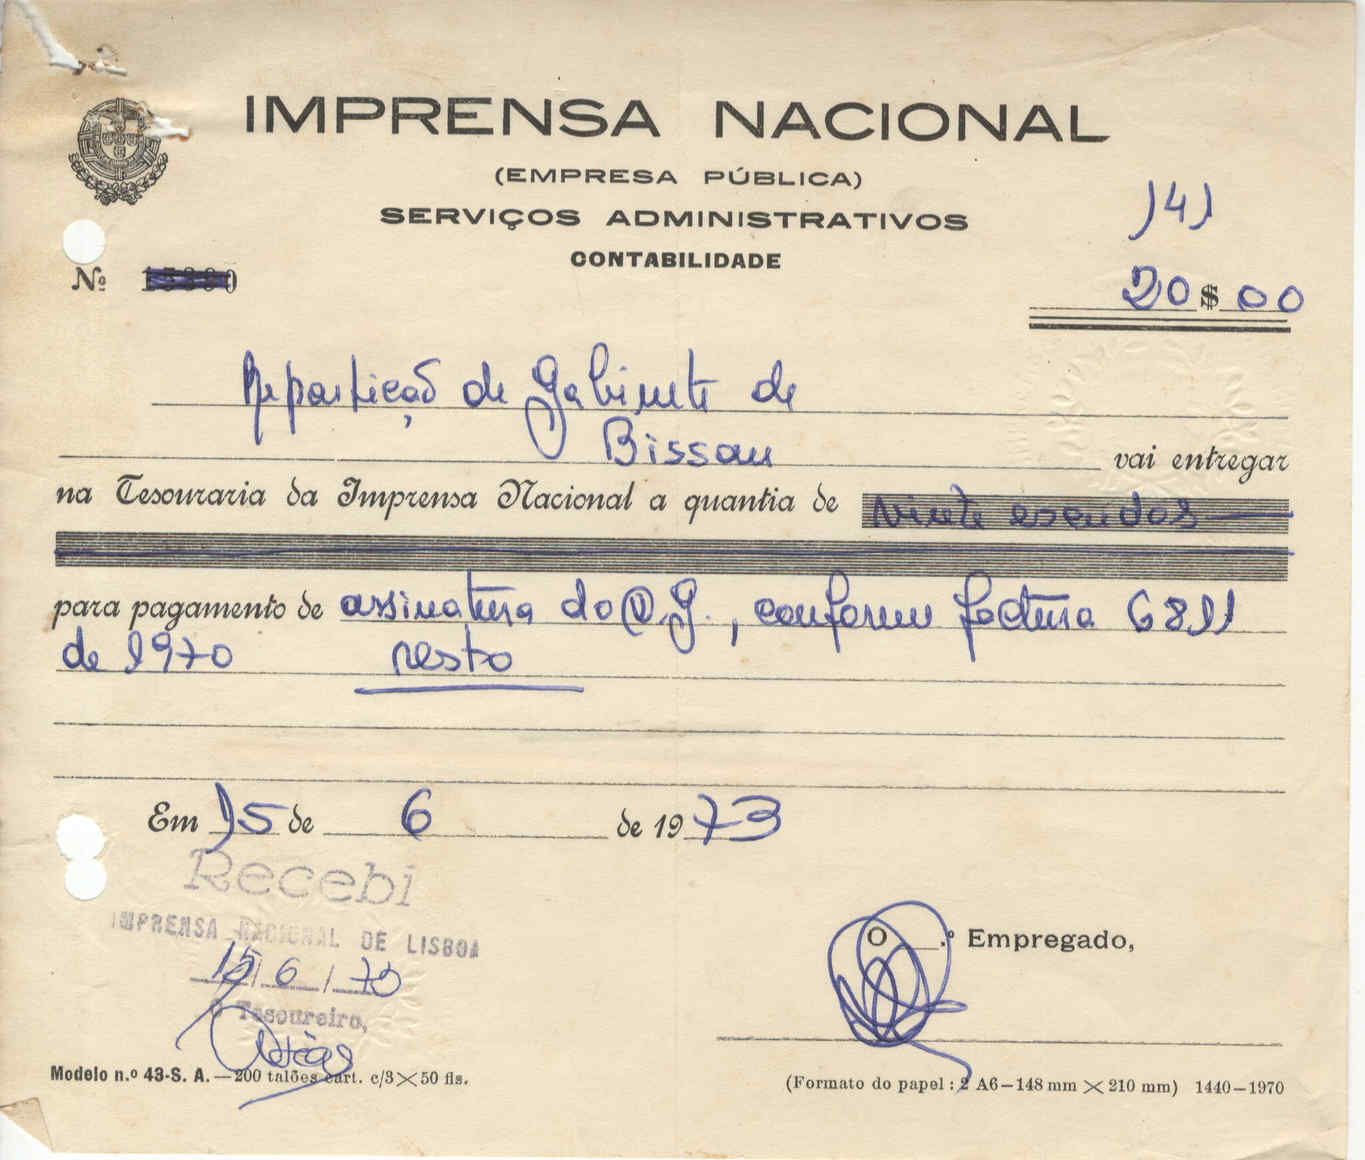 IMPRENSA NACIONAL
(EMPRESA PÚBLICA)
SERVIÇOS ADMINISTRATIVOS
CONTABILIDADE
141
Nº
20$00
Repartição de Gabinete de
Bissau
vai entregar
na Tesouraria da Imprensa Nacional a quantia de vinte escudos
para pagamento de assinatura do D.G., conforme factura 6811
de 1970 resto
Em 15 de 6 de 1973
Recebi
IMPRENSA NACIONAL DE LISBOA
15/6/73
O Tesoureiro,
O .º Empregado,
Modelo n.º 43-S. A.—200 talões cart. c/3×50 fls.
(Formato do papel: 2 A6—148 mm × 210 mm) 1440—1970